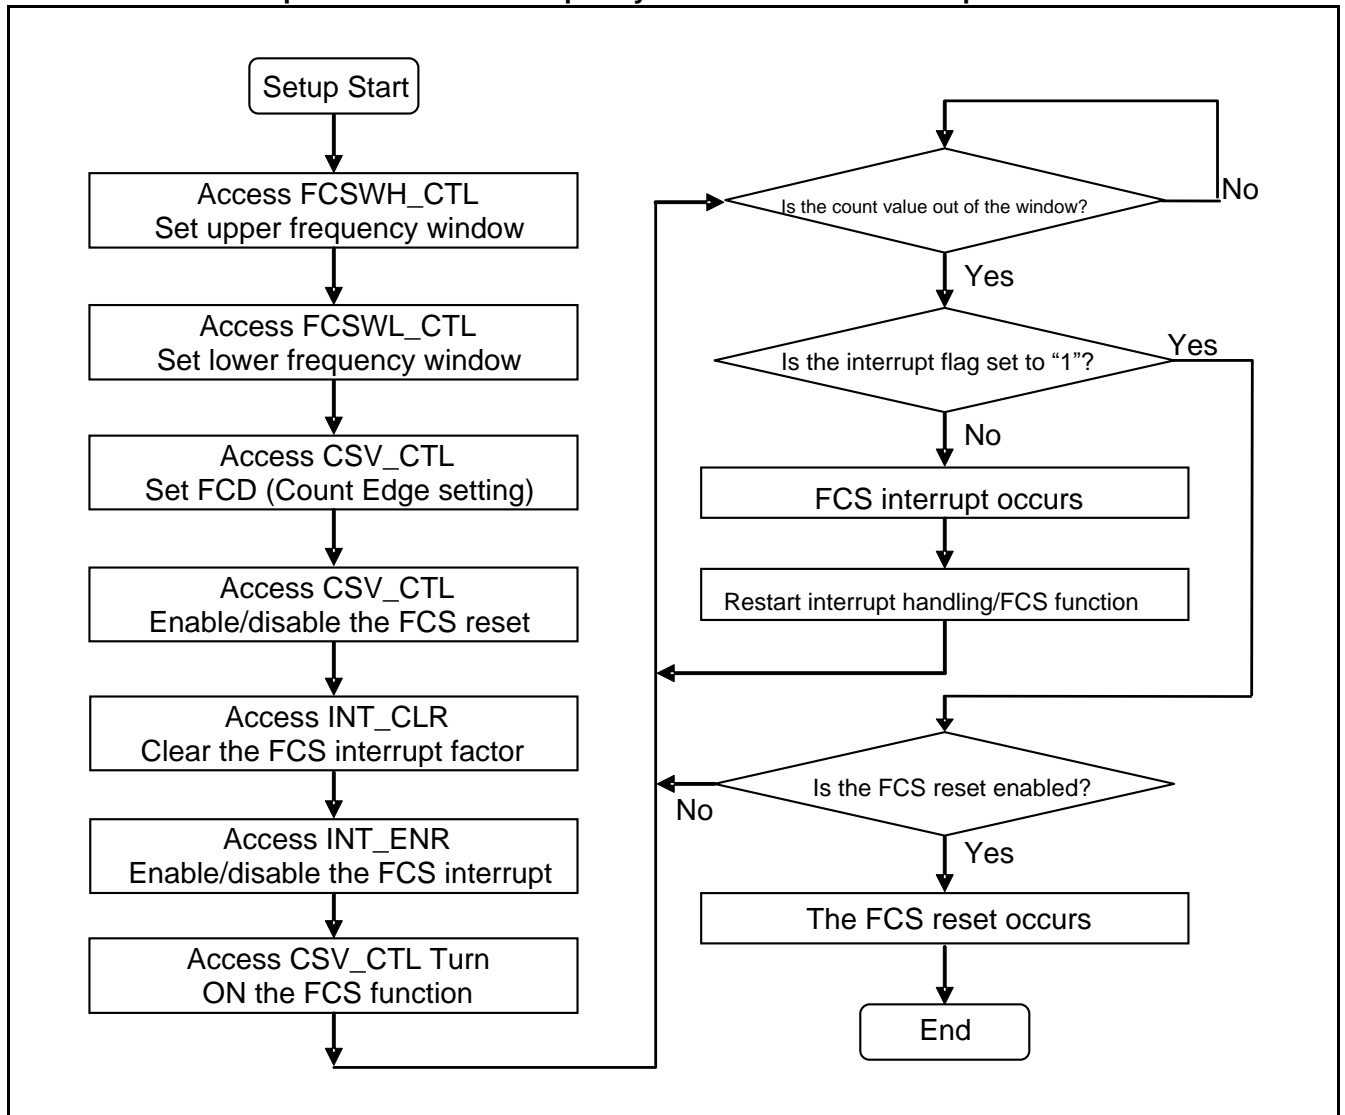 Setup Start
Access FCSWH_CTL
Set upper frequency window
Access FCSWL_CTL
Set lower frequency window
Access CSV_CTL
Set FCD (Count Edge setting)
Access CSV_CTL
Enable/disable the FCS reset
Access INT_CLR
Clear the FCS interrupt factor
Access INT_ENR
Enable/disable the FCS interrupt
Access CSV_CTL Turn
ON the FCS function
Is the count value out of the window?
No
Yes
Is the interrupt flag set to “1”?
Yes
No
FCS interrupt occurs
Restart interrupt handling/FCS function
Is the FCS reset enabled?
No
Yes
The FCS reset occurs
End